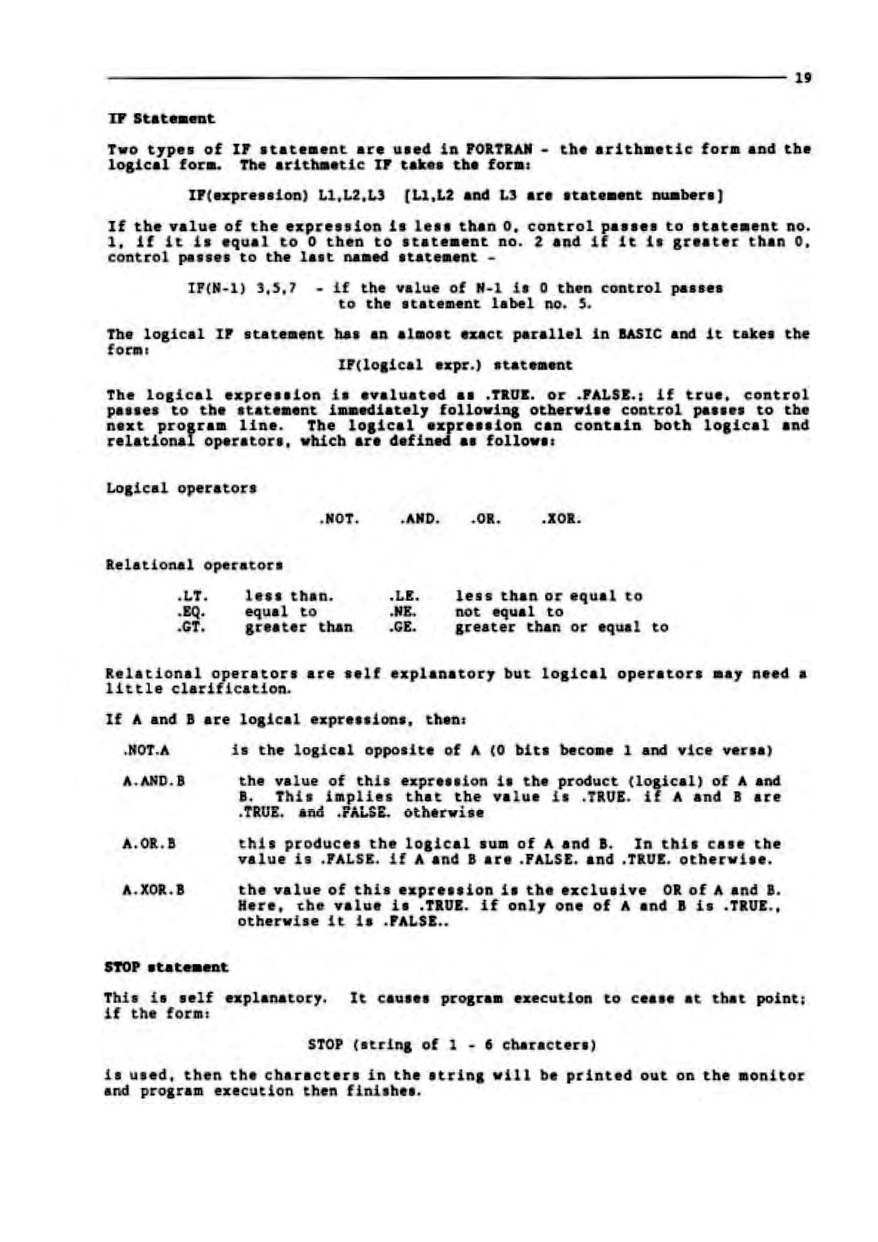 19
IF Statement
Two types of IF statement are used in FORTRAN - the arithmetic form and the
logical form. The arithmetic IF takes the form:
IF(expression) L1,L2,L3 [L1,L2 and L3 are statement numbers]
If the value of the expression is less than 0, control passes to statement no.
1, if it is equal to 0 then to statement no. 2 and if it is greater than 0,
control passes to the last named statement -
IF(N-1) 3,5,7 - if the value of N-1 is 0 then control passes
to the statement label no. 5.
The logical IF statement has an almost exact parallel in BASIC and it takes the
form:
IF(logical expr.) statement
The logical expression is evaluated as .TRUE. or .FALSE.; if true, control
passes to the statement immediately following otherwise control passes to the
next program line. The logical expression can contain both logical and
relational operators, which are defined as follows:
Logical operators
.NOT. .AND. .OR. .XOR.
Relational operators
.LT. less than. .LE. less than or equal to
.EQ. equal to .NE. not equal to
.GT. greater than .GE. greater than or equal to
Relational operators are self explanatory but logical operators may need a
little clarification.
If A and B are logical expressions, then:
.NOT.A is the logical opposite of A (0 bits become 1 and vice versa)
A.AND.B the value of this expression is the product (logical) of A and
B. This implies that the value is .TRUE. if A and B are
.TRUE. and .FALSE. otherwise
A.OR.B this produces the logical sum of A and B. In this case the
value is .FALSE. if A and B are .FALSE. and .TRUE. otherwise.
A.XOR.B the value of this expression is the exclusive OR of A and B.
Here, the value is .TRUE. if only one of A and B is .TRUE.,
otherwise it is .FALSE..
STOP statement
This is self explanatory. It causes program execution to cease at that point;
if the form:
STOP (string of 1 - 6 characters)
is used, then the characters in the string will be printed out on the monitor
and program execution then finishes.